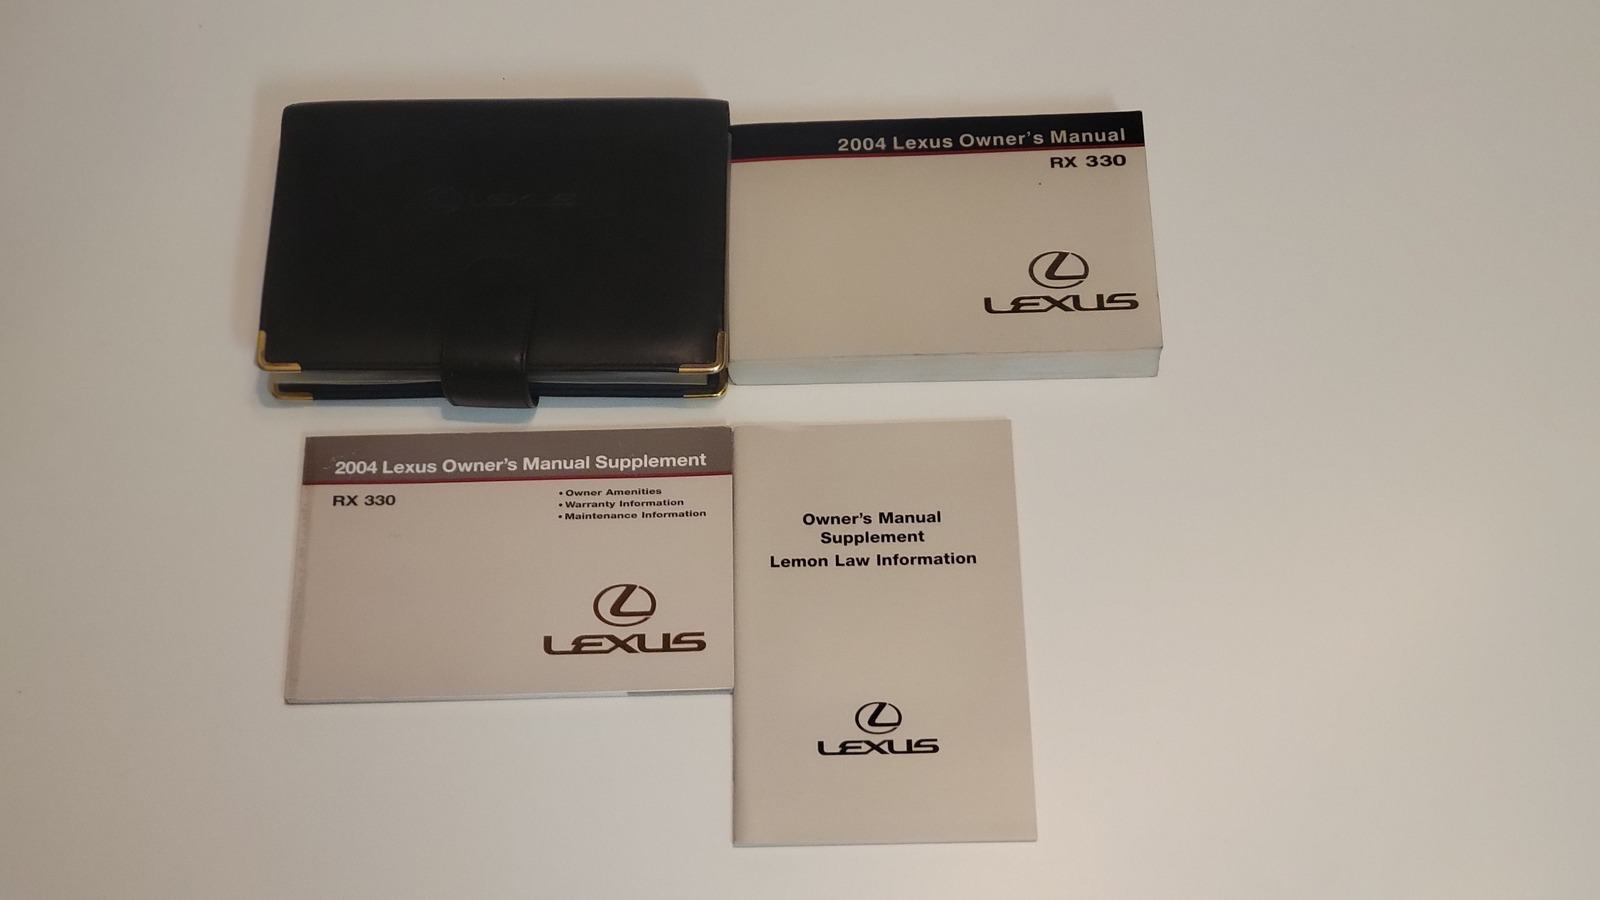 LEXUS
2004 Lexus Owner's Manual
RX 330
LEXUS
2004 Lexus Owner's Manual Supplement
RX 330
• Owner Amenities
• Warranty Information
• Maintenance Information
LEXUS
Owner's Manual
Supplement
Lemon Law Information
LEXUS